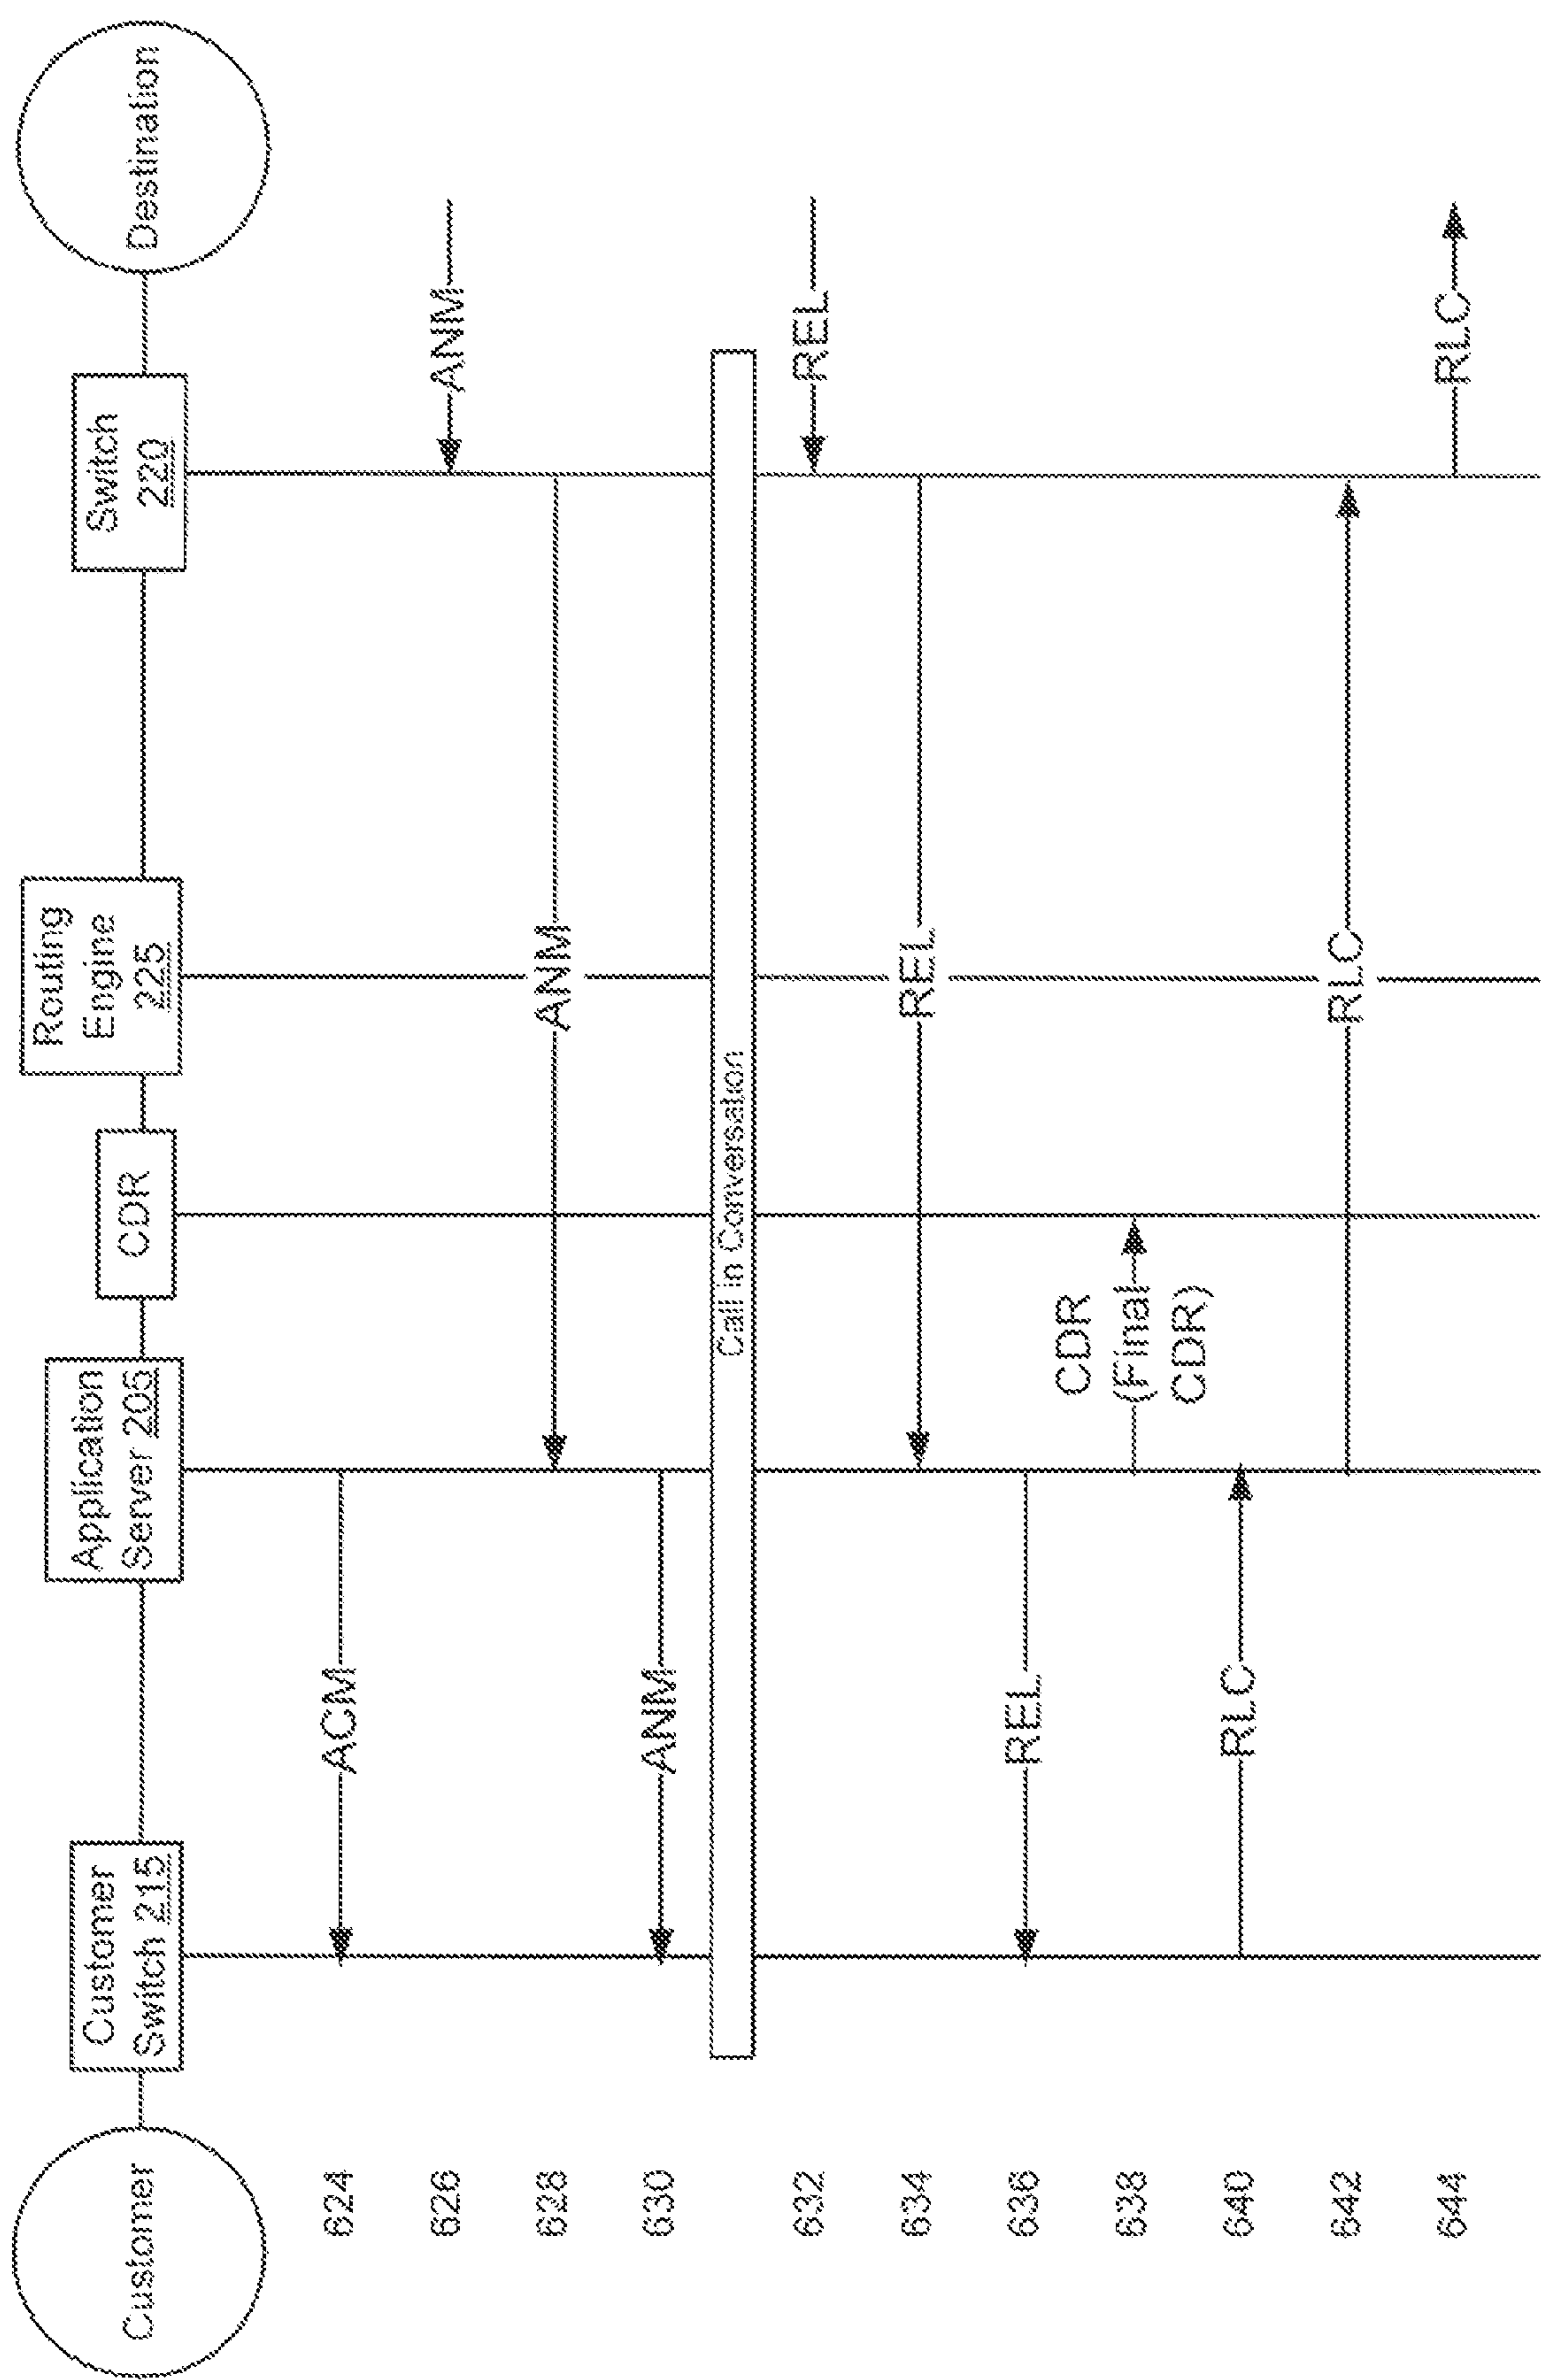 Customer
Customer
Switch 215
Application
Server 205
CDR
Routing
Engine
225
Switch
220
Destination
624
ACM
626
ANM
628
ANM
630
ANM
Call in Conversation
632
REL
634
REL
636
REL
638
CDR
(Final
CDR)
640
RLC
642
RLC
644
RLC